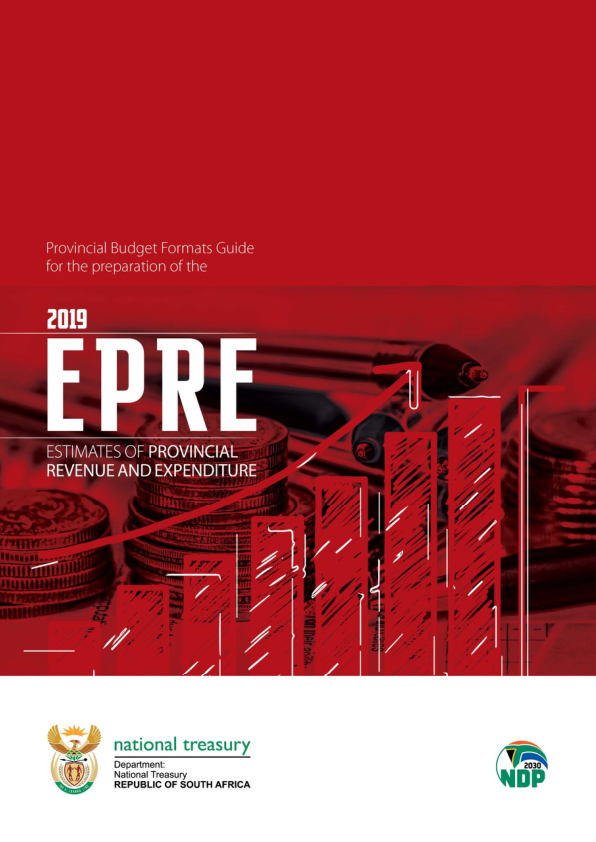 Provincial Budget Formats Guide
for the preparation of the
2019
EPRE
ESTIMATES OF PROVINCIAL
REVENUE AND EXPENDITURE
national treasury
Department:
National Treasury
REPUBLIC OF SOUTH AFRICA
2030
NDP